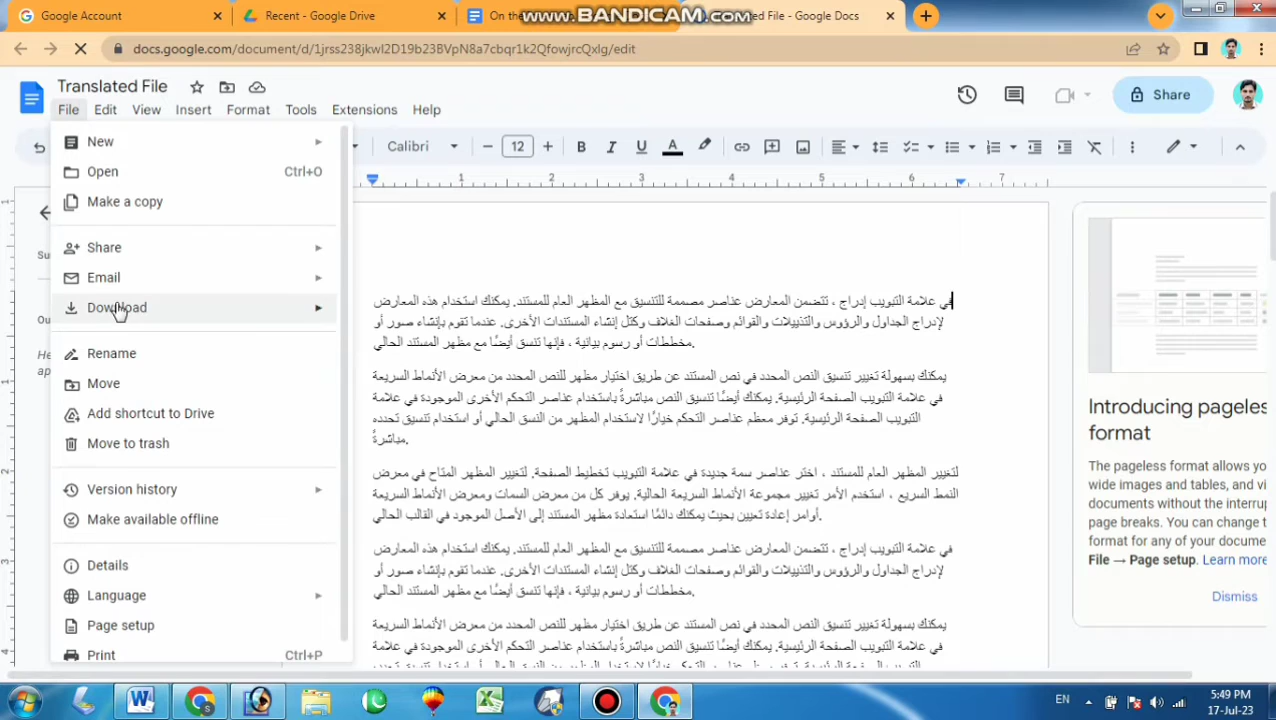 Google Account
Recent - Google Drive
On the
www.BANDICAM.com
File - Google Docs
docs.google.com/document/d/1jrss238jkwl2D19b23BVpN8a7cbqr1k2QfowjrcQxlg/edit
Translated File
File Edit View Insert Format Tools Extensions Help
Share
Calibri
12
New
Open Ctrl+O
Make a copy
Share
Email
Download
Rename
Move
Add shortcut to Drive
Move to trash
Version history
Make available offline
Details
Language
Page setup
Print Ctrl+P
1 2 3 4 5 6 7
في علامة التبويب إدراج ، تتضمن المعارض عناصر مصممة للتنسيق مع المظهر العام للمستند. يمكنك استخدام هذه المعارض
لإدراج الجداول والرؤوس والتذييلات والقوائم وصفحات الغلاف وكتل إنشاء المستندات الأخرى. عندما تقوم بإنشاء صور أو
مخططات أو رسوم بيانية ، فإنها تنسق أيضًا مع مظهر المستند الحالي.
يمكنك بسهولة تغيير تنسيق النص المحدد في نص المستند عن طريق اختيار مظهر للنص المحدد من معرض الأنماط السريعة
في علامة التبويب الصفحة الرئيسية. يمكنك أيضًا تنسيق النص مباشرةً باستخدام عناصر التحكم الأخرى الموجودة في علامة
التبويب الصفحة الرئيسية. توفر معظم عناصر التحكم خيارًا لاستخدام المظهر من النسق الحالي أو استخدام تنسيق تحدده
مباشرةً.
لتغيير المظهر العام للمستند ، اختر عناصر سمة جديدة في علامة التبويب تخطيط الصفحة. لتغيير المظهر المتاح في معرض
النمط السريع ، استخدم الأمر تغيير مجموعة الأنماط السريعة الحالية. يوفر كل من معرض السمات ومعرض الأنماط السريعة
أوامر إعادة تعيين بحيث يمكنك دائمًا استعادة مظهر المستند إلى الأصل الموجود في القالب الحالي.
في علامة التبويب إدراج ، تتضمن المعارض عناصر مصممة للتنسيق مع المظهر العام للمستند. يمكنك استخدام هذه المعارض
لإدراج الجداول والرؤوس والتذييلات والقوائم وصفحات الغلاف وكتل إنشاء المستندات الأخرى. عندما تقوم بإنشاء صور أو
مخططات أو رسوم بيانية ، فإنها تنسق أيضًا مع مظهر المستند الحالي.
يمكنك بسهولة تغيير تنسيق النص المحدد في نص المستند عن طريق اختيار مظهر للنص المحدد من معرض الأنماط السريعة
في علامة التبويب الصفحة الرئيسية. يمكنك أيضًا تنسيق النص مباشرةً باستخدام عناصر التحكم الأخرى الموجودة في علامة
Introducing pageles
format
The pageless format allows yo
wide images and tables, and vi
documents without the interrup
page breaks. You can change t
format for any of your docume
File → Page setup. Learn more
Dismiss
EN
5:49 PM
17-Jul-23